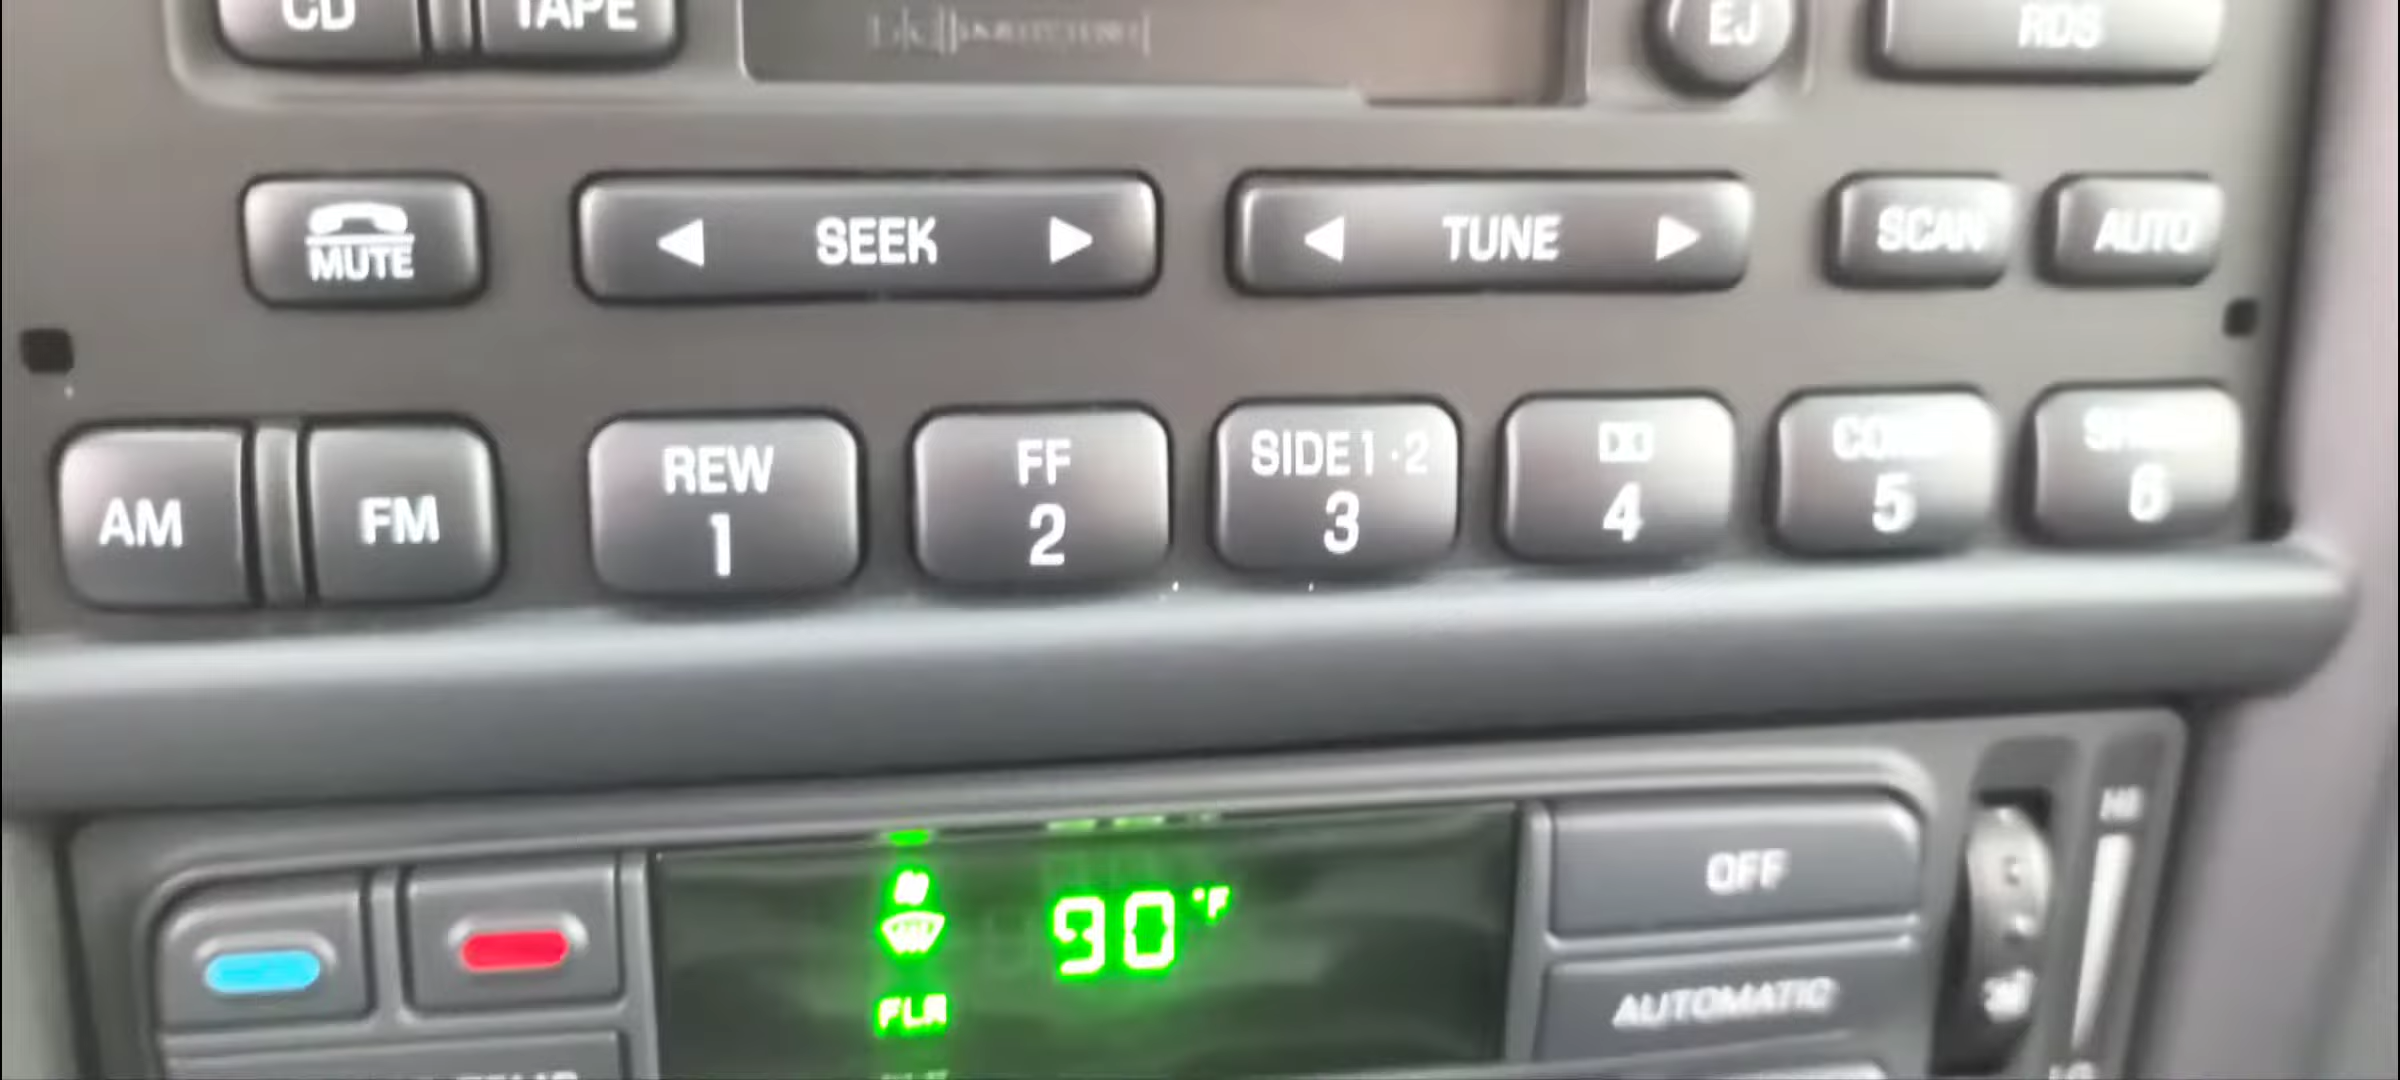 CD TAPE EJ RDS
MUTE SEEK TUNE SCAN AUTO
AM FM REW 1 FF 2 SIDE 1·2 3 4 5 6
OFF
90 °F
AUTOMATIC
FLR